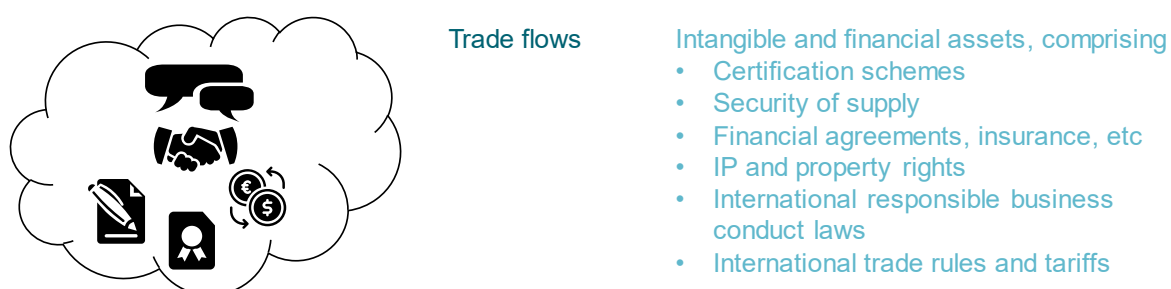 Trade flows
Intangible and financial assets, comprising
• Certification schemes
• Security of supply
• Financial agreements, insurance, etc
• IP and property rights
• International responsible business
conduct laws
• International trade rules and tariffs
€
$